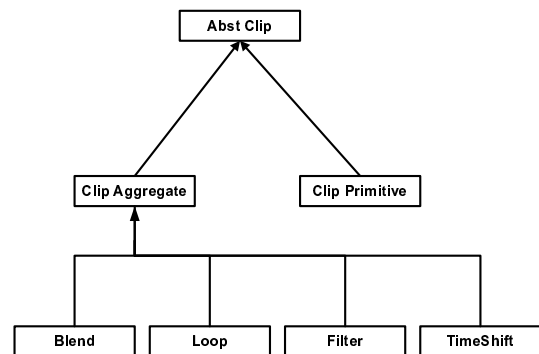 Abst Clip
Clip Aggregate
Clip Primitive
Blend
Loop
Filter
TimeShift